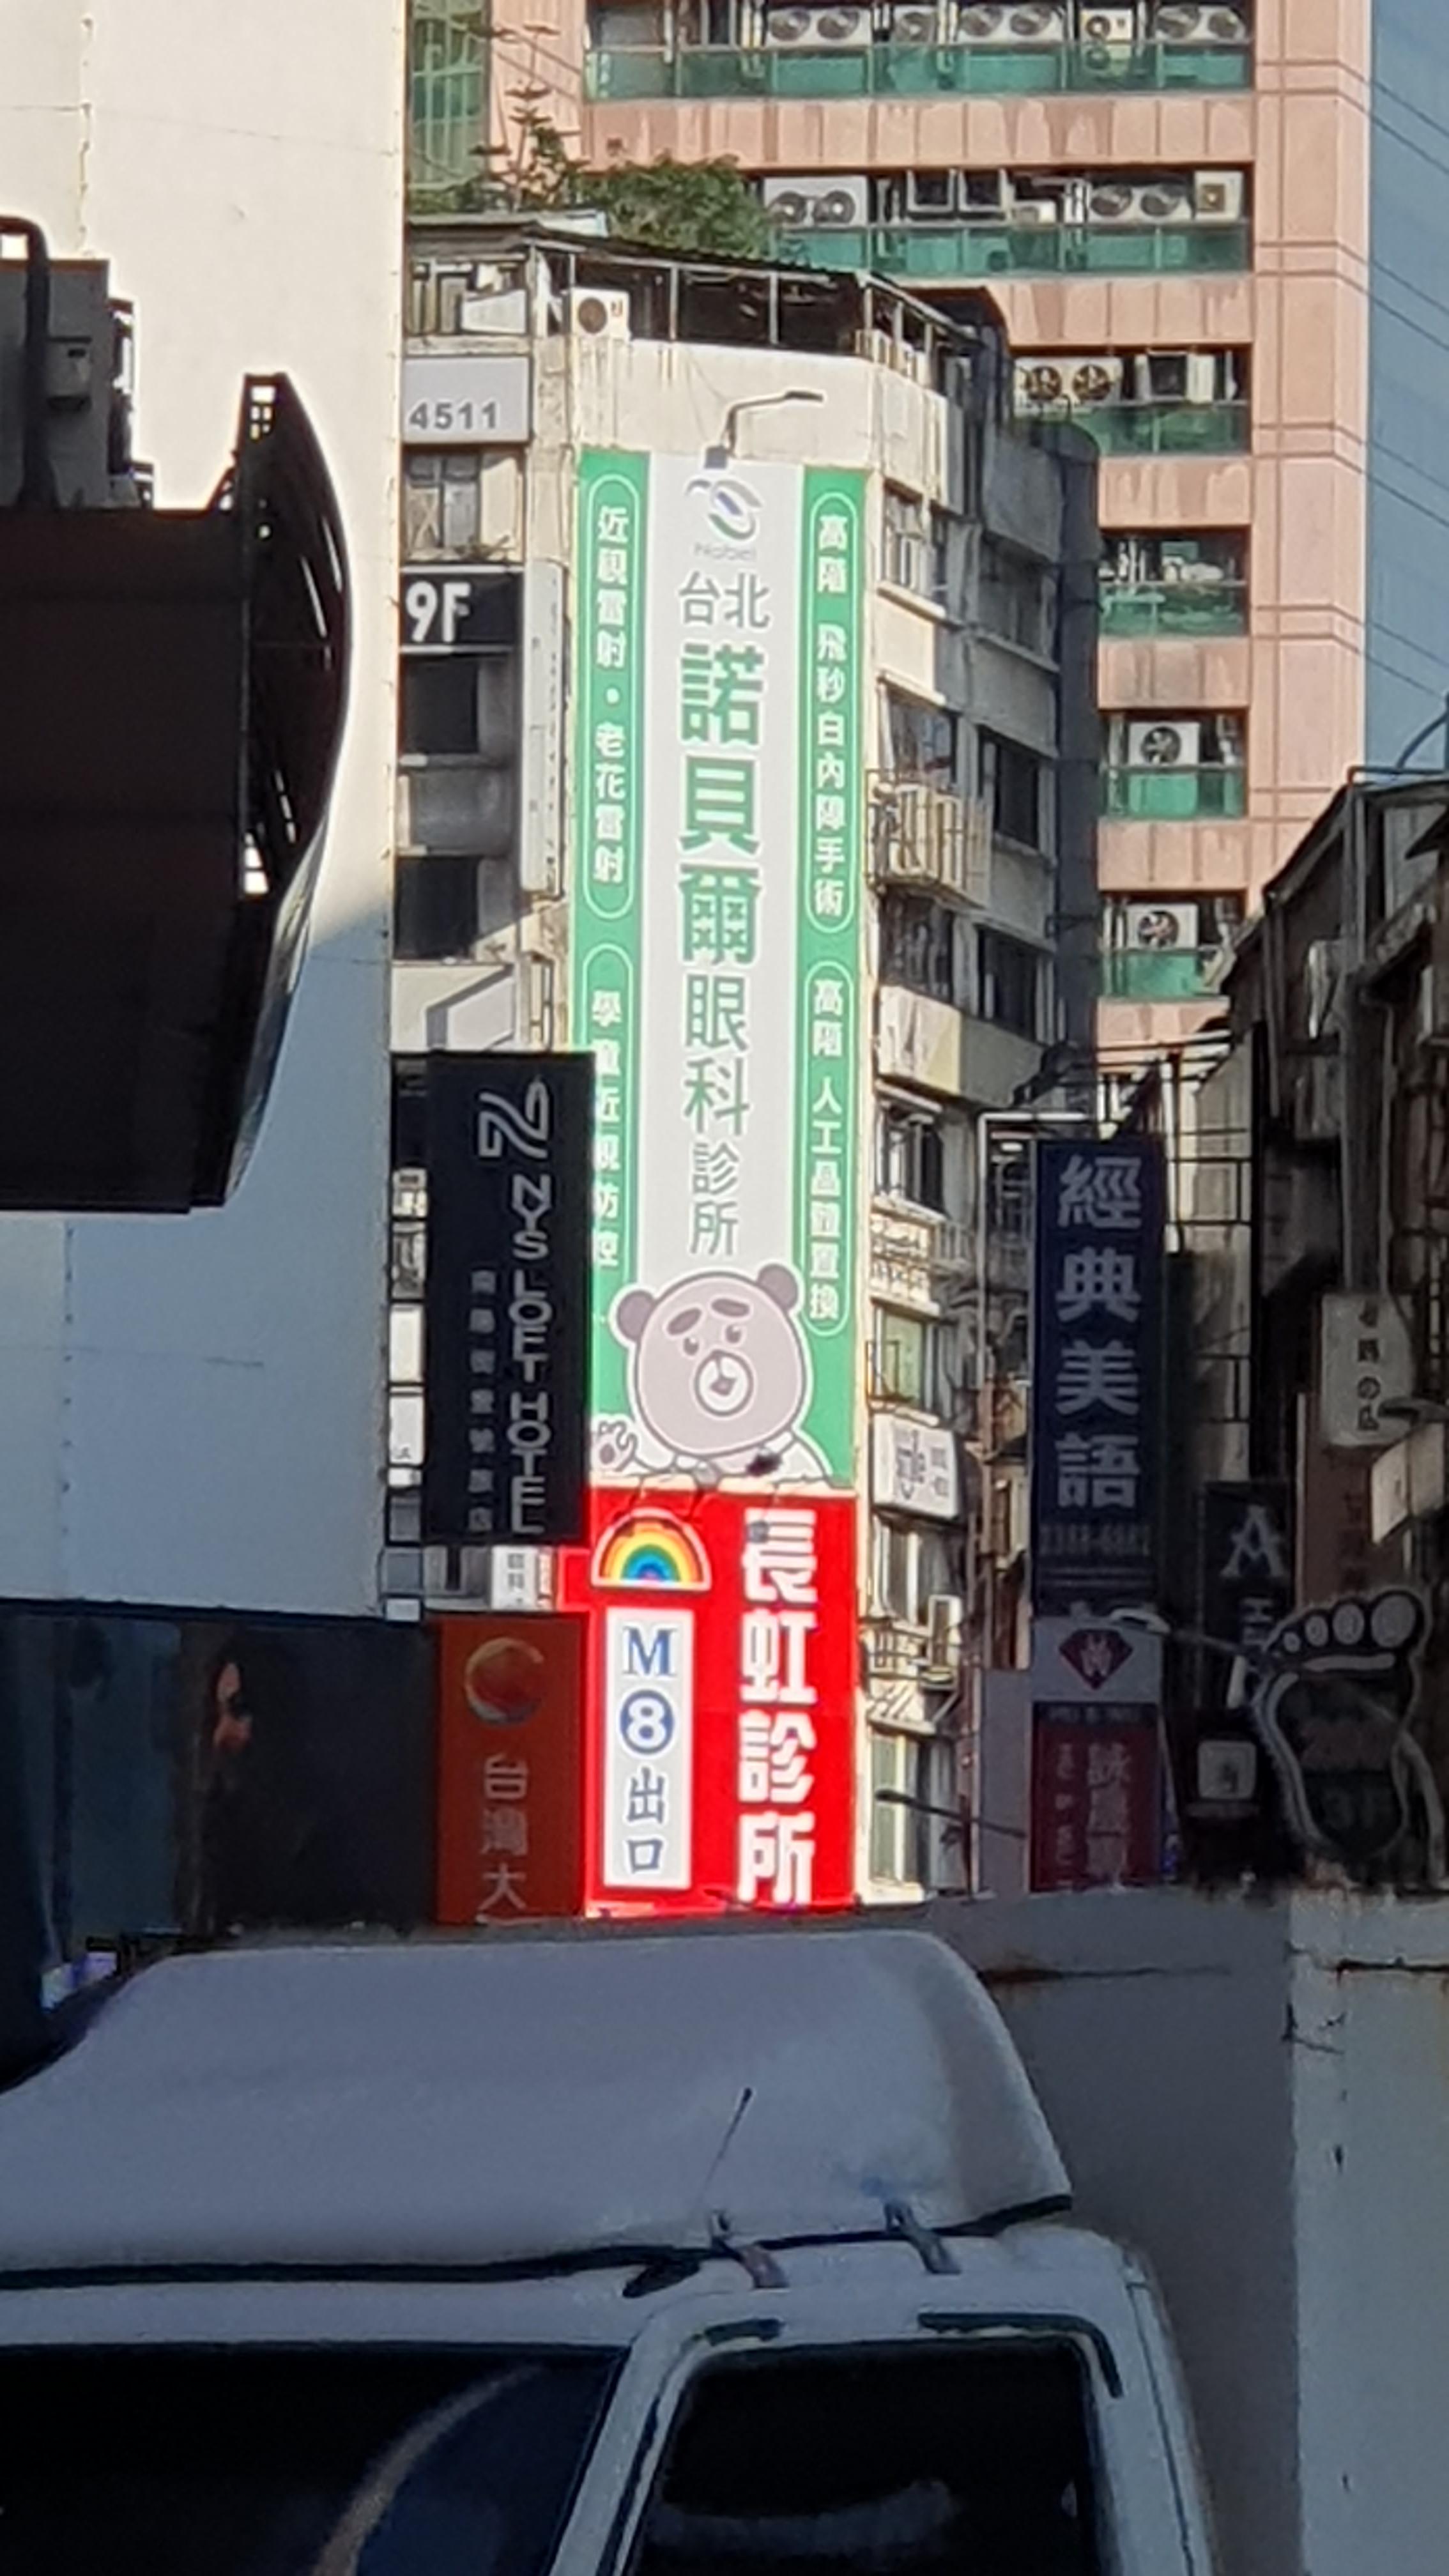 4511
9F
近視雷射・老花雷射
學童近視防控
Nobel
台北
諾貝爾眼科診所
高階 飛秒白內障手術
高階 人工晶體置換
NYS LOFT HOTEL
長虹診所
M8出口
台灣大
經典美語